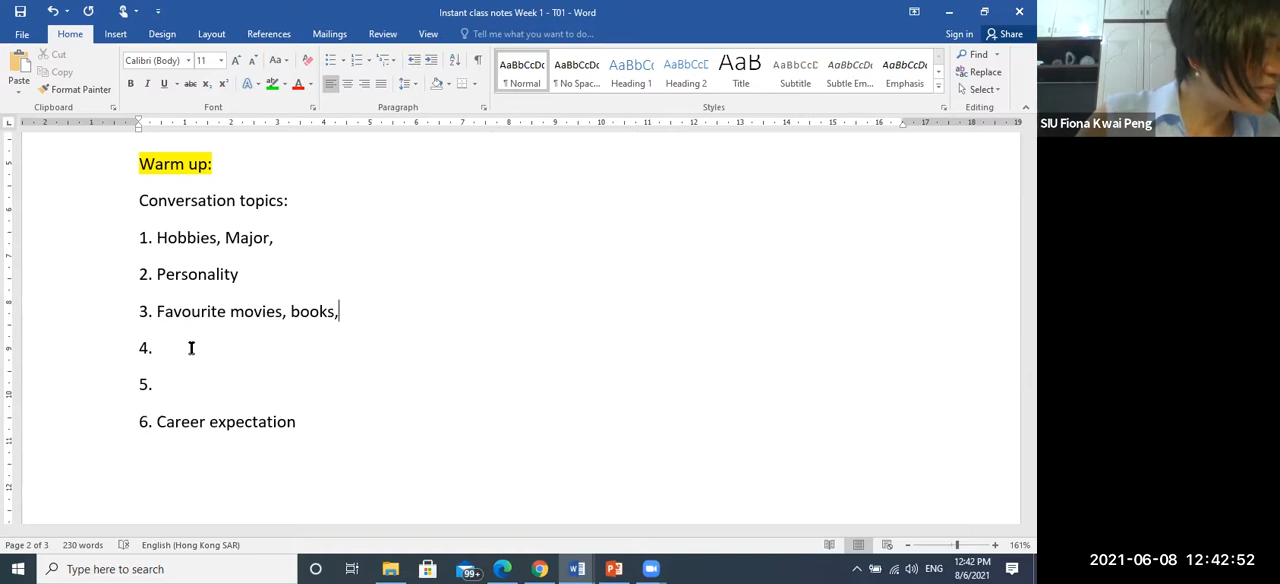 Instant class notes Week 1 - T01 - Word
File Home Insert Design Layout References Mailings Review View Tell me what you want to do... Sign in Share
Paste Cut
Copy
Format Painter
Clipboard
Calibri (Body) 11
Font
Paragraph
AaBbCcDc AaBbCcDc AaBbCc AaBbCcC AaB AaBbCcD AaBbCcDc AaBbCcDc
¶ Normal ¶ No Spac... Heading 1 Heading 2 Title Subtitle Subtle Em... Emphasis
Styles
Find
Replace
Select
Editing
SIU Fiona Kwai Peng
Warm up:
Conversation topics:
1. Hobbies, Major,
2. Personality
3. Favourite movies, books,
4.
5.
6. Career expectation
Page 2 of 3 230 words English (Hong Kong SAR) 161%
Type here to search 99+ ENG 12:42 PM
8/6/2021
2021-06-08 12:42:52